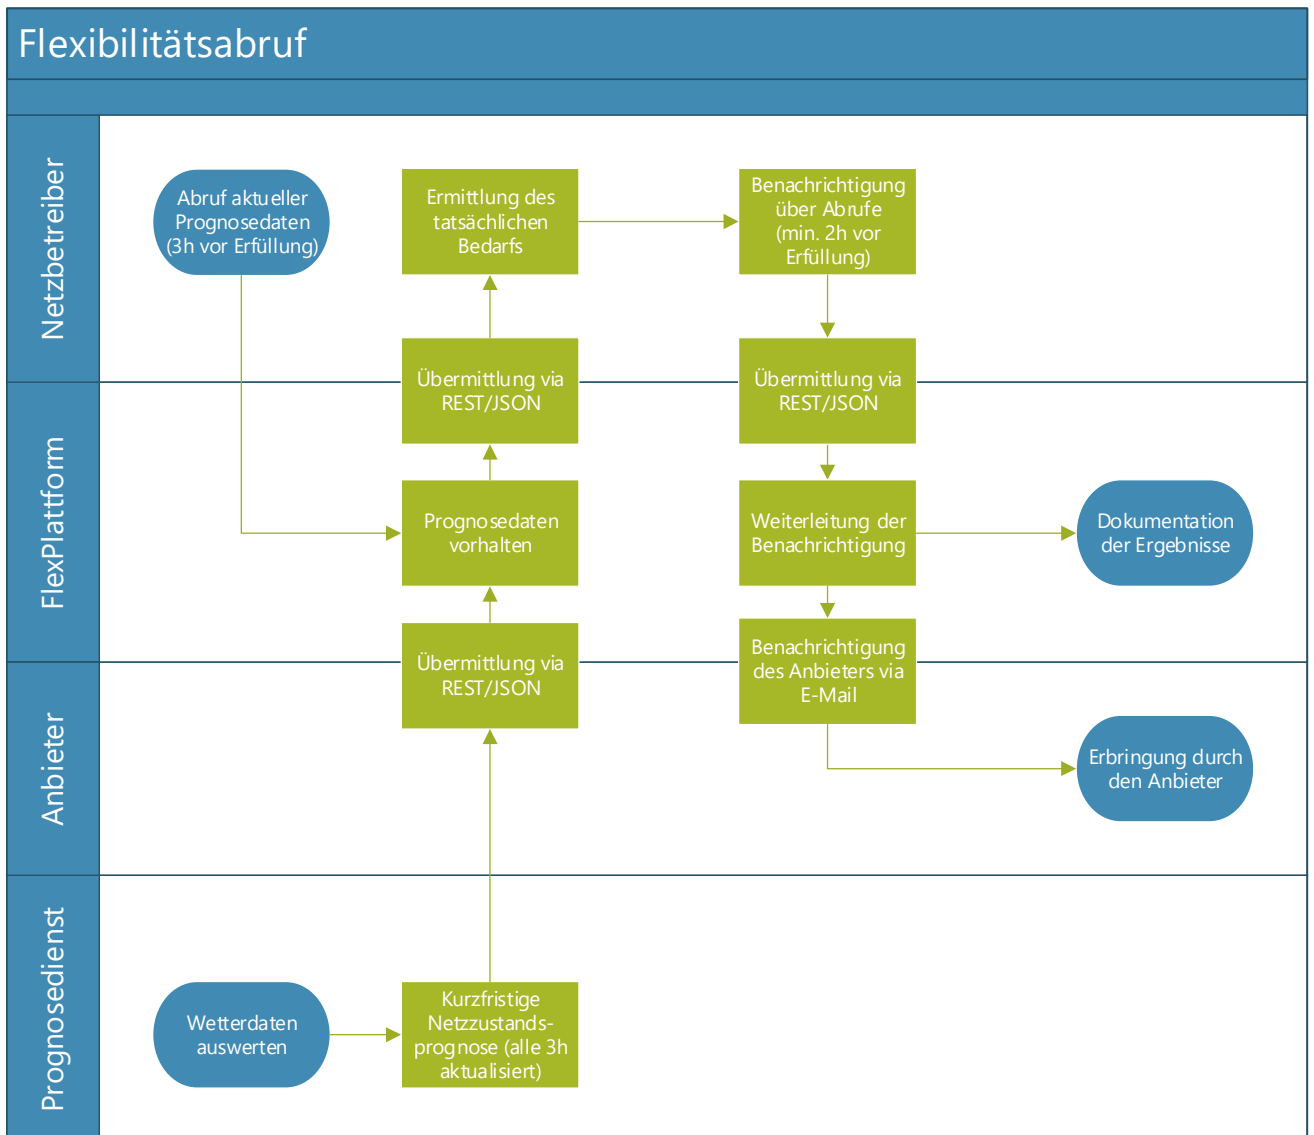 Flexibilitätsabruf
Netzbetreiber
Abruf aktueller
Prognosedaten
(3h vor Erfüllung)
Ermittlung des
tatsächlichen
Bedarfs
Benachrichtigung
über Abrufe
(min. 2h vor
Erfüllung)
Übermittlung via
REST/JSON
Übermittlung via
REST/JSON
FlexPlattform
Prognosedaten
vorhalten
Weiterleitung der
Benachrichtigung
Dokumentation
der Ergebnisse
Übermittlung via
REST/JSON
Benachrichtigung
des Anbieters via
E-Mail
Anbieter
Erbringung durch
den Anbieter
Prognosedienst
Wetterdaten
auswerten
Kurzfristige
Netzzustands-
prognose (alle 3h
aktualisiert)